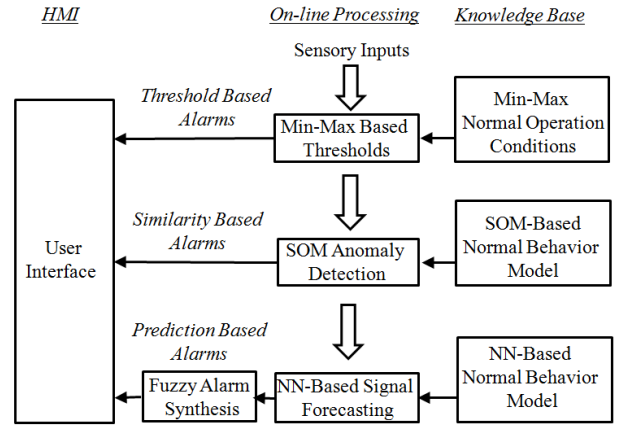 HMI
On-line Processing
Knowledge Base
Sensory Inputs
Threshold Based
Alarms
Min-Max Based
Thresholds
Min-Max
Normal Operation
Conditions
Similarity Based
Alarms
User
Interface
SOM Anomaly
Detection
SOM-Based
Normal Behavior
Model
Prediction Based
Alarms
Fuzzy Alarm
Synthesis
NN-Based Signal
Forecasting
NN-Based
Normal Behavior
Model